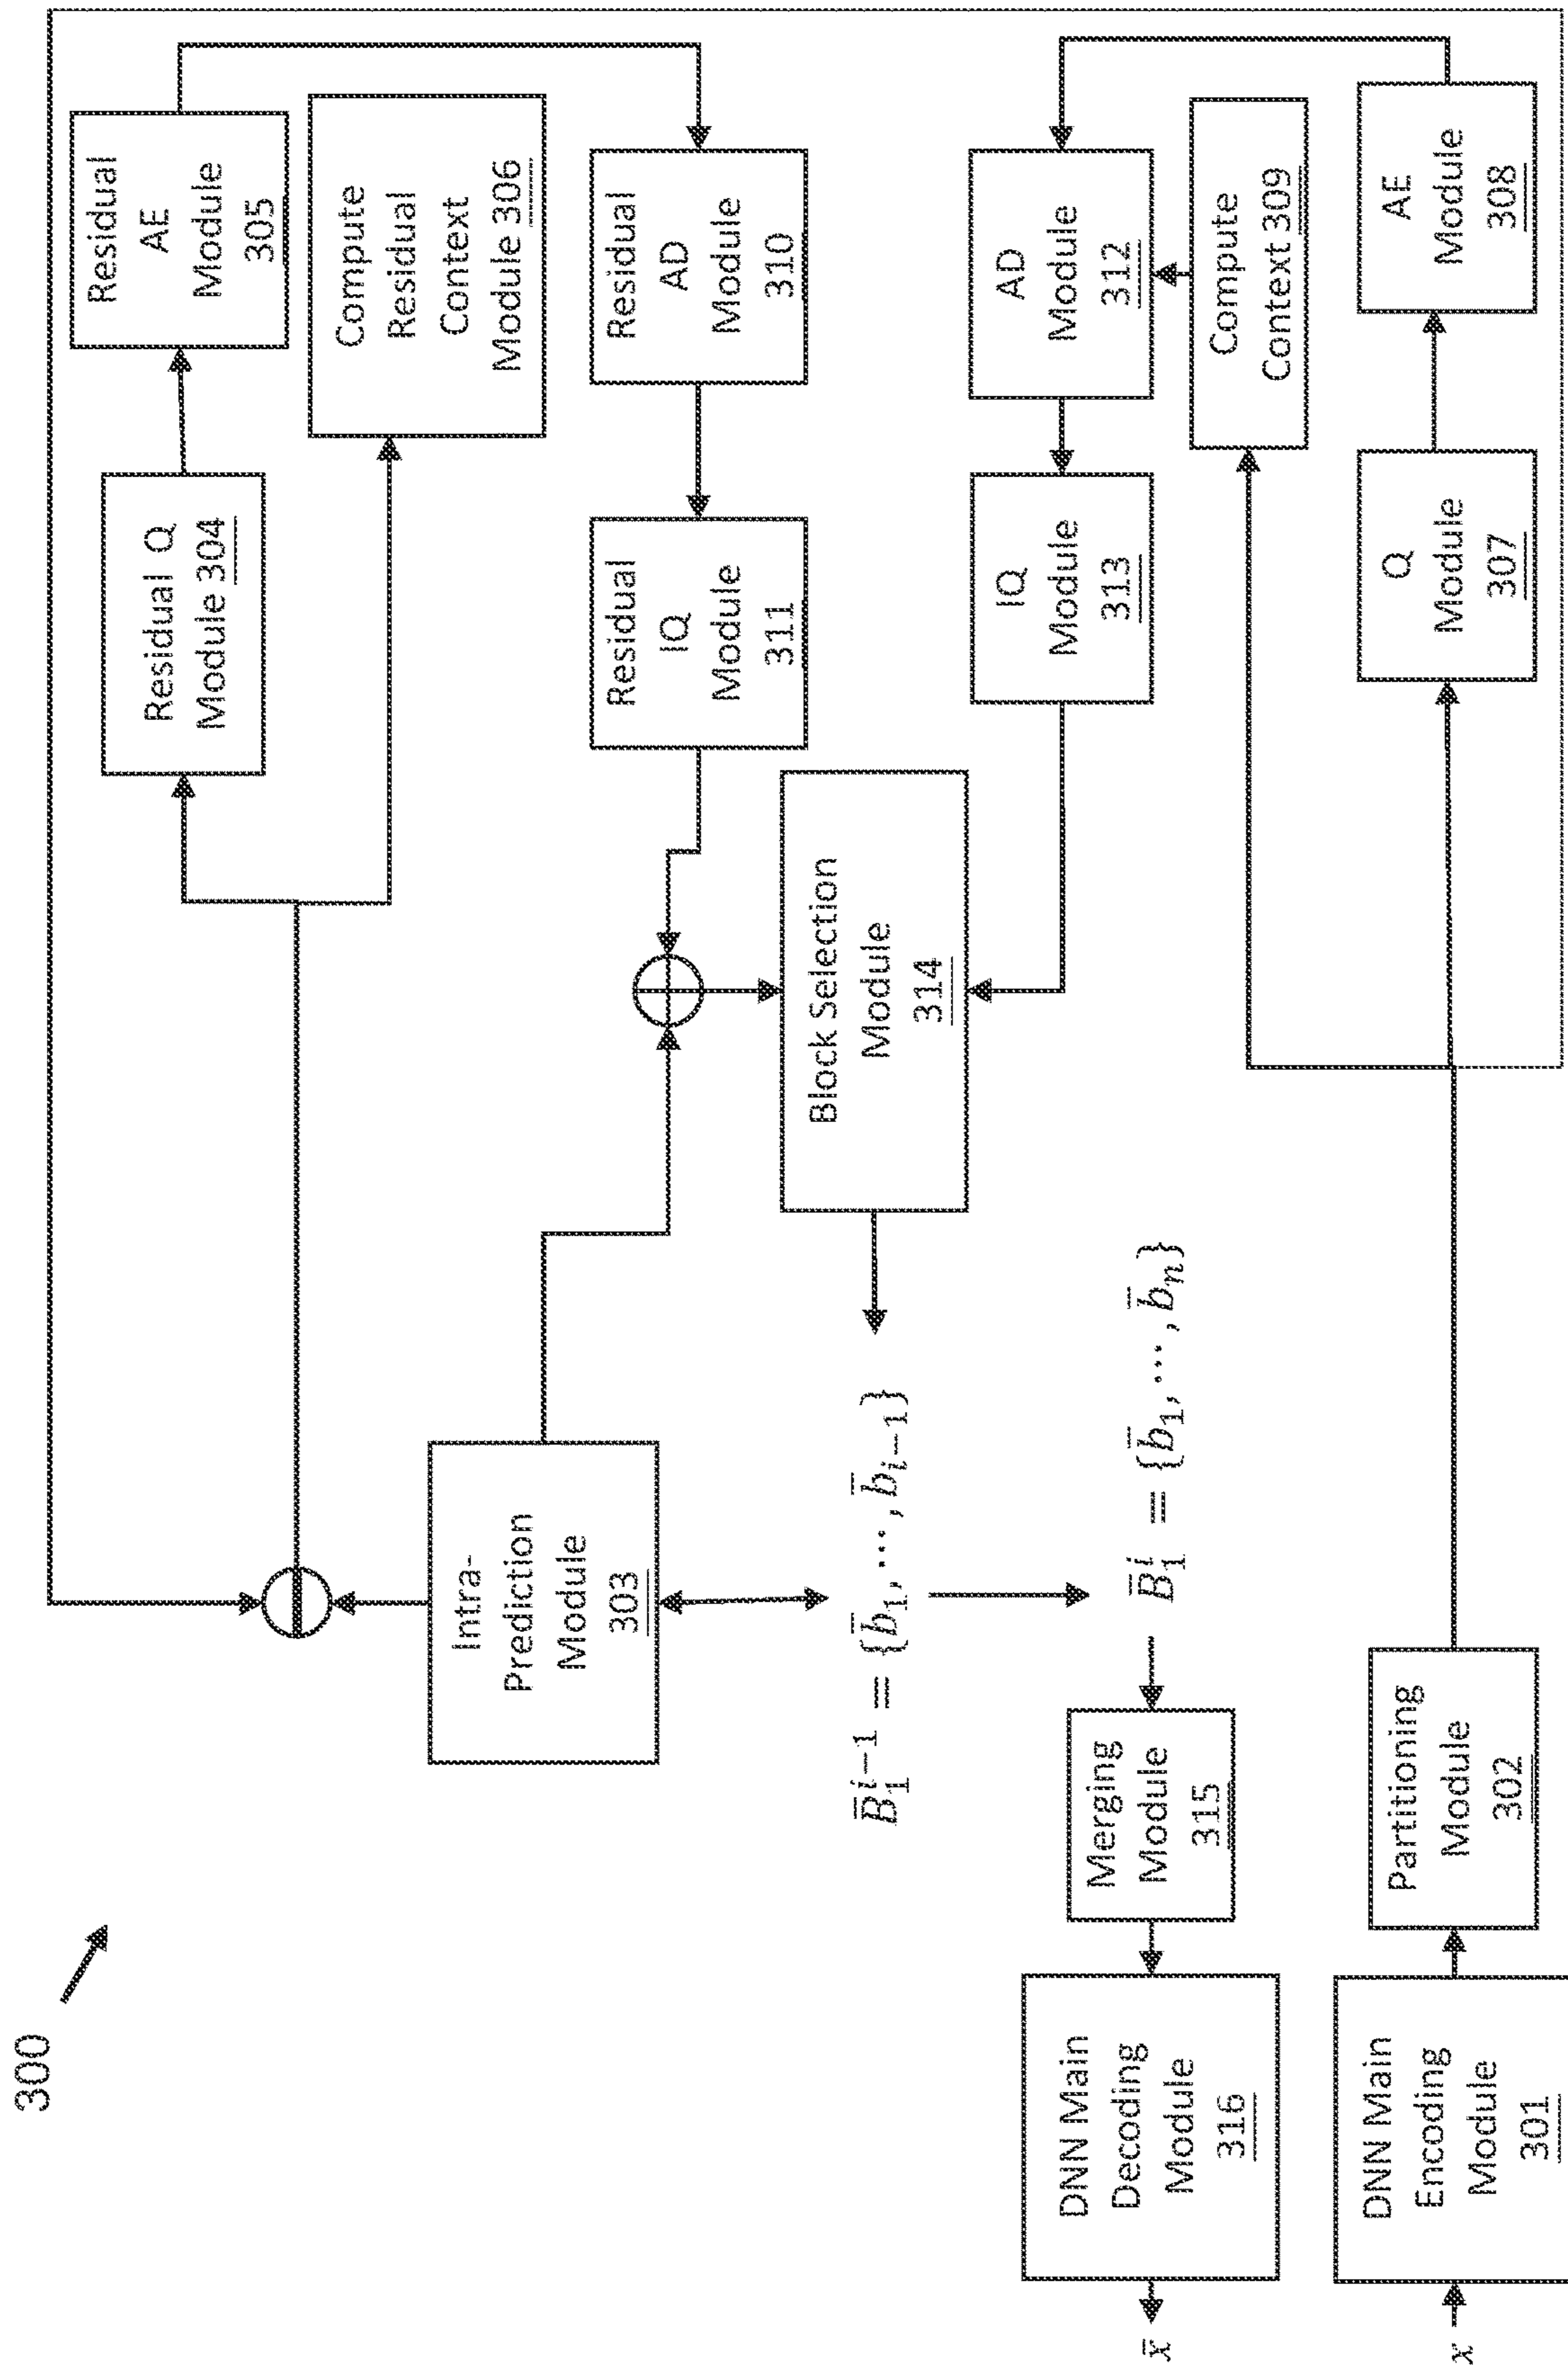 300
Residual
AE
Module
305
Residual Q
Module 304
Compute
Residual
Context
Module 306
Residual
AD
Module
310
Residual
IQ
Module
311
Intra-
Prediction
Module
303
Block Selection
Module
314
AD
Module
312
IQ
Module
313
Compute
Context 309
AE
Module
308
Q
Module
307
B̅₁ⁱ⁻¹ = {b̅₁, ⋯, b̅ᵢ₋₁}
B̅₁ⁱ = {b̅₁, ⋯, b̅ₙ}
Merging
Module
315
DNN Main
Decoding
Module
316
x̅
Partitioning
Module
302
DNN Main
Encoding
Module
301
x